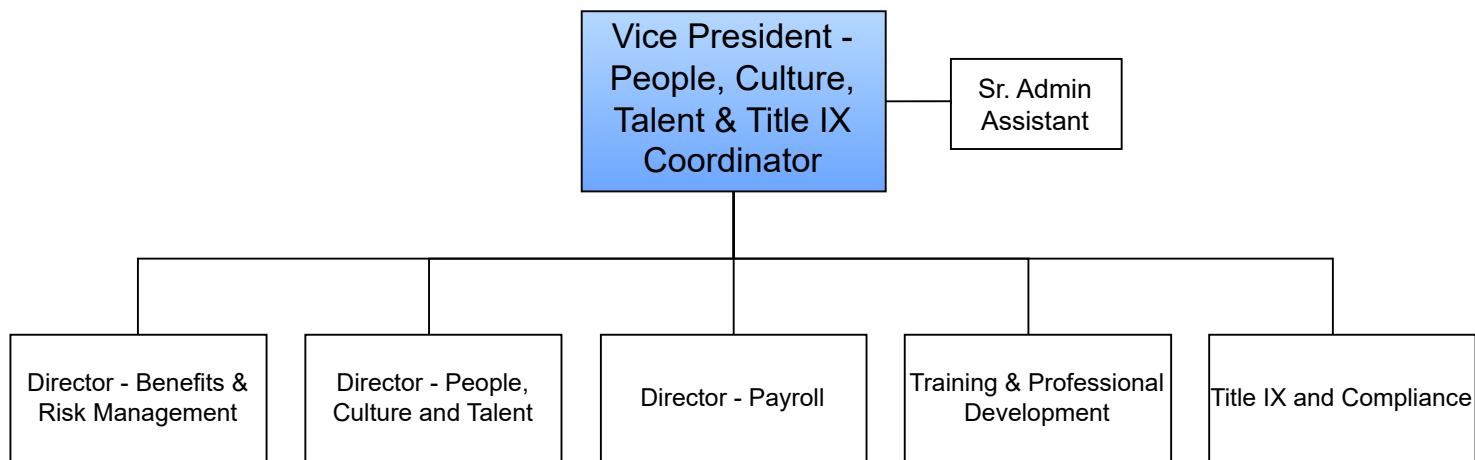 Vice President -
People, Culture,
Talent & Title IX
Coordinator
Sr. Admin
Assistant
Director - Benefits &
Risk Management
Director - People,
Culture and Talent
Director - Payroll
Training & Professional
Development
Title IX and Compliance